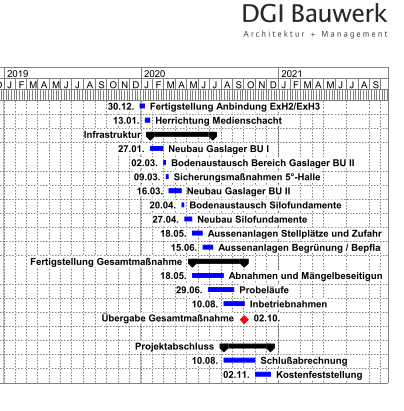 DGI Bauwerk
Architektur + Management
2019 2020 2021
D J F M A M J J A S O N D J F M A M J J A S O N D J F M A M J J A S
30.12. Fertigstellung Anbindung ExH2/ExH3
13.01. Herrichtung Medienschacht
Infrastruktur
27.01. Neubau Gaslager BU I
02.03. Bodenaustausch Bereich Gaslager BU II
09.03. Sicherungsmaßnahmen 5°-Halle
16.03. Neubau Gaslager BU II
20.04. Bodenaustausch Silofundamente
27.04. Neubau Silofundamente
18.05. Aussenanlagen Stellplätze und Zufahr
15.06. Aussenanlagen Begrünung / Bepfla
Fertigstellung Gesamtmaßnahme
18.05. Abnahmen und Mängelbeseitigun
29.06. Probeläufe
10.08. Inbetriebnahmen
Übergabe Gesamtmaßnahme 02.10.
Projektabschluss
10.08. Schlußabrechnung
02.11. Kostenfeststellung